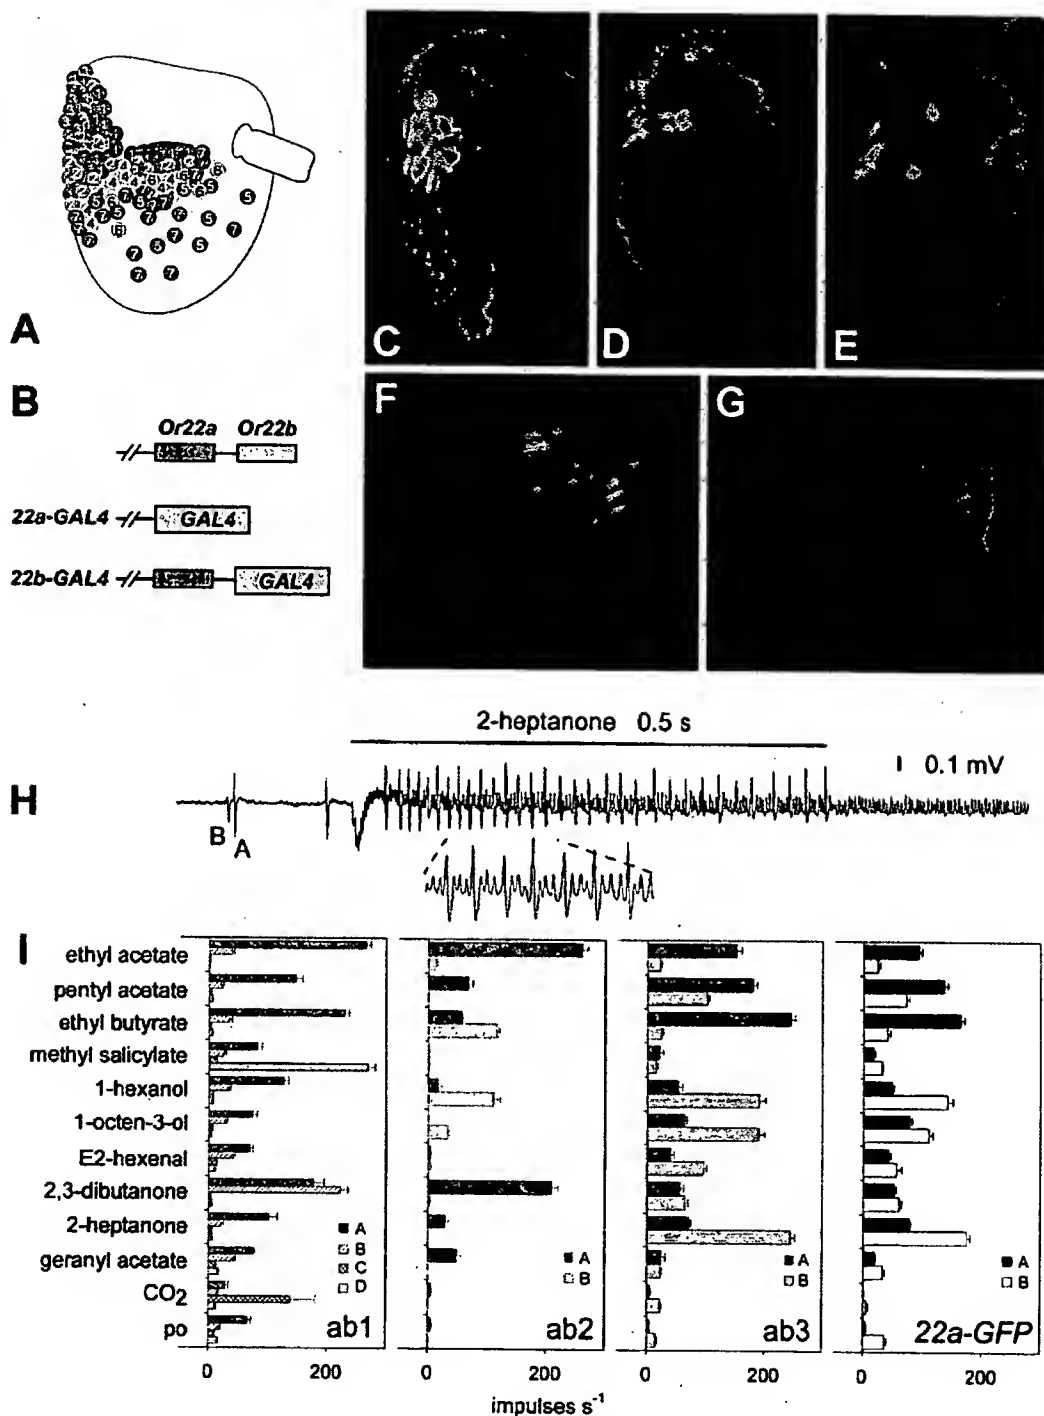 A
B
Or22a Or22b
22a-GAL4 GAL4
22b-GAL4 GAL4
C
D
E
F
G
2-heptanone 0.5 s
0.1 mV
H
B
A
I
ethyl acetate
pentyl acetate
ethyl butyrate
methyl salicylate
1-hexanol
1-octen-3-ol
E2-hexenal
2,3-dibutanone
2-heptanone
geranyl acetate
CO2
po
A
B
C
D
ab1
A
B
ab2
A
B
ab3
A
B
22a-GFP
0 200 0 200 0 200 0 200
impulses s-1